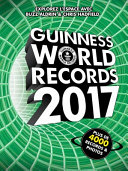 EXPLOREZ L'ESPACE AVEC
BUZZ ALDRIN & CHRIS HADFIELD
GUINNESS
WORLD
RECORDS
2017
PLUS DE
4000
RECORDS &
PHOTOS